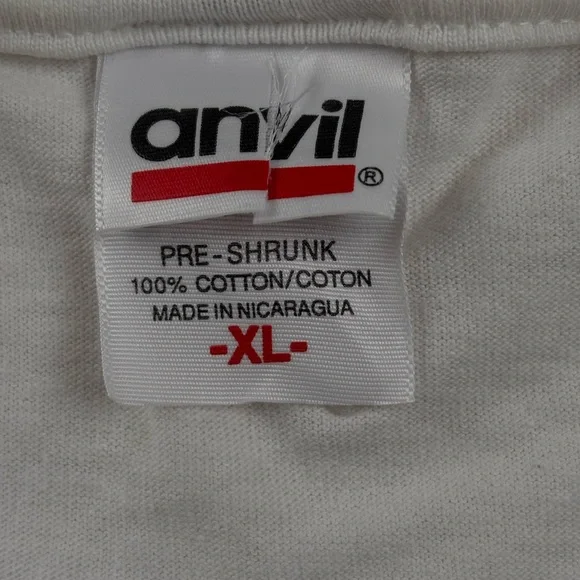 anvil
®
PRE-SHRUNK
100% COTTON/COTON
MADE IN NICARAGUA
-XL-